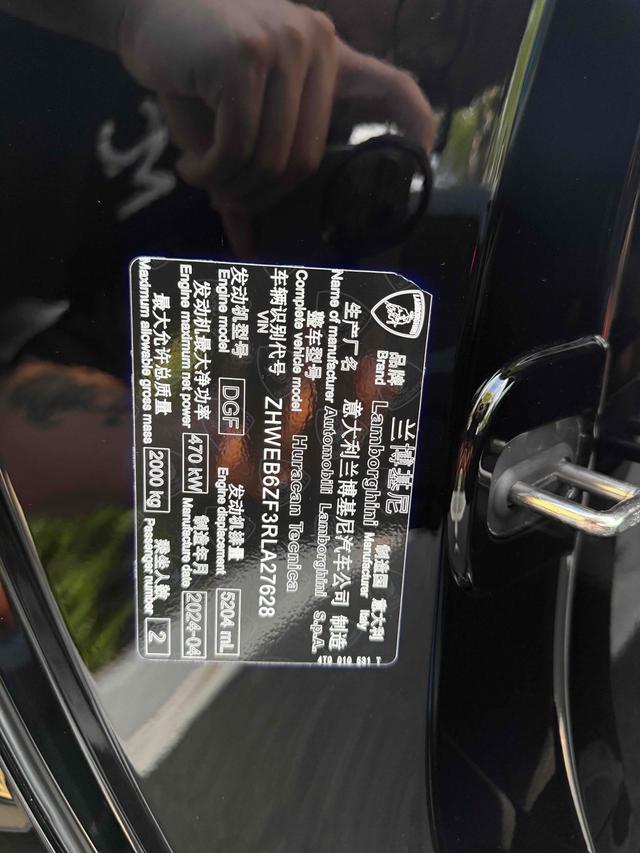 LAMBORGHINI
品牌 兰博基尼 制造国 意大利
Brand Lamborghini Manufacturer Italy
生产厂名 意大利兰博基尼汽车公司 制造
Name of manufacturer Automobili Lamborghini S.p.A.
整车型号
Complete vehicle model Huracan Tecnica
车辆识别代号
VIN ZHWEB6ZF3RLA27628
发动机型号 DGF 发动机排量 5204 mL
Engine model Engine displacement
发动机最大净功率 470 kW 制造年月 2024-04
Engine maximum net power Manufacture date
最大允许总质量 2000 kg 乘坐人数 2
Maximum allowable gross mass Passenger number
4T0 010 691 T